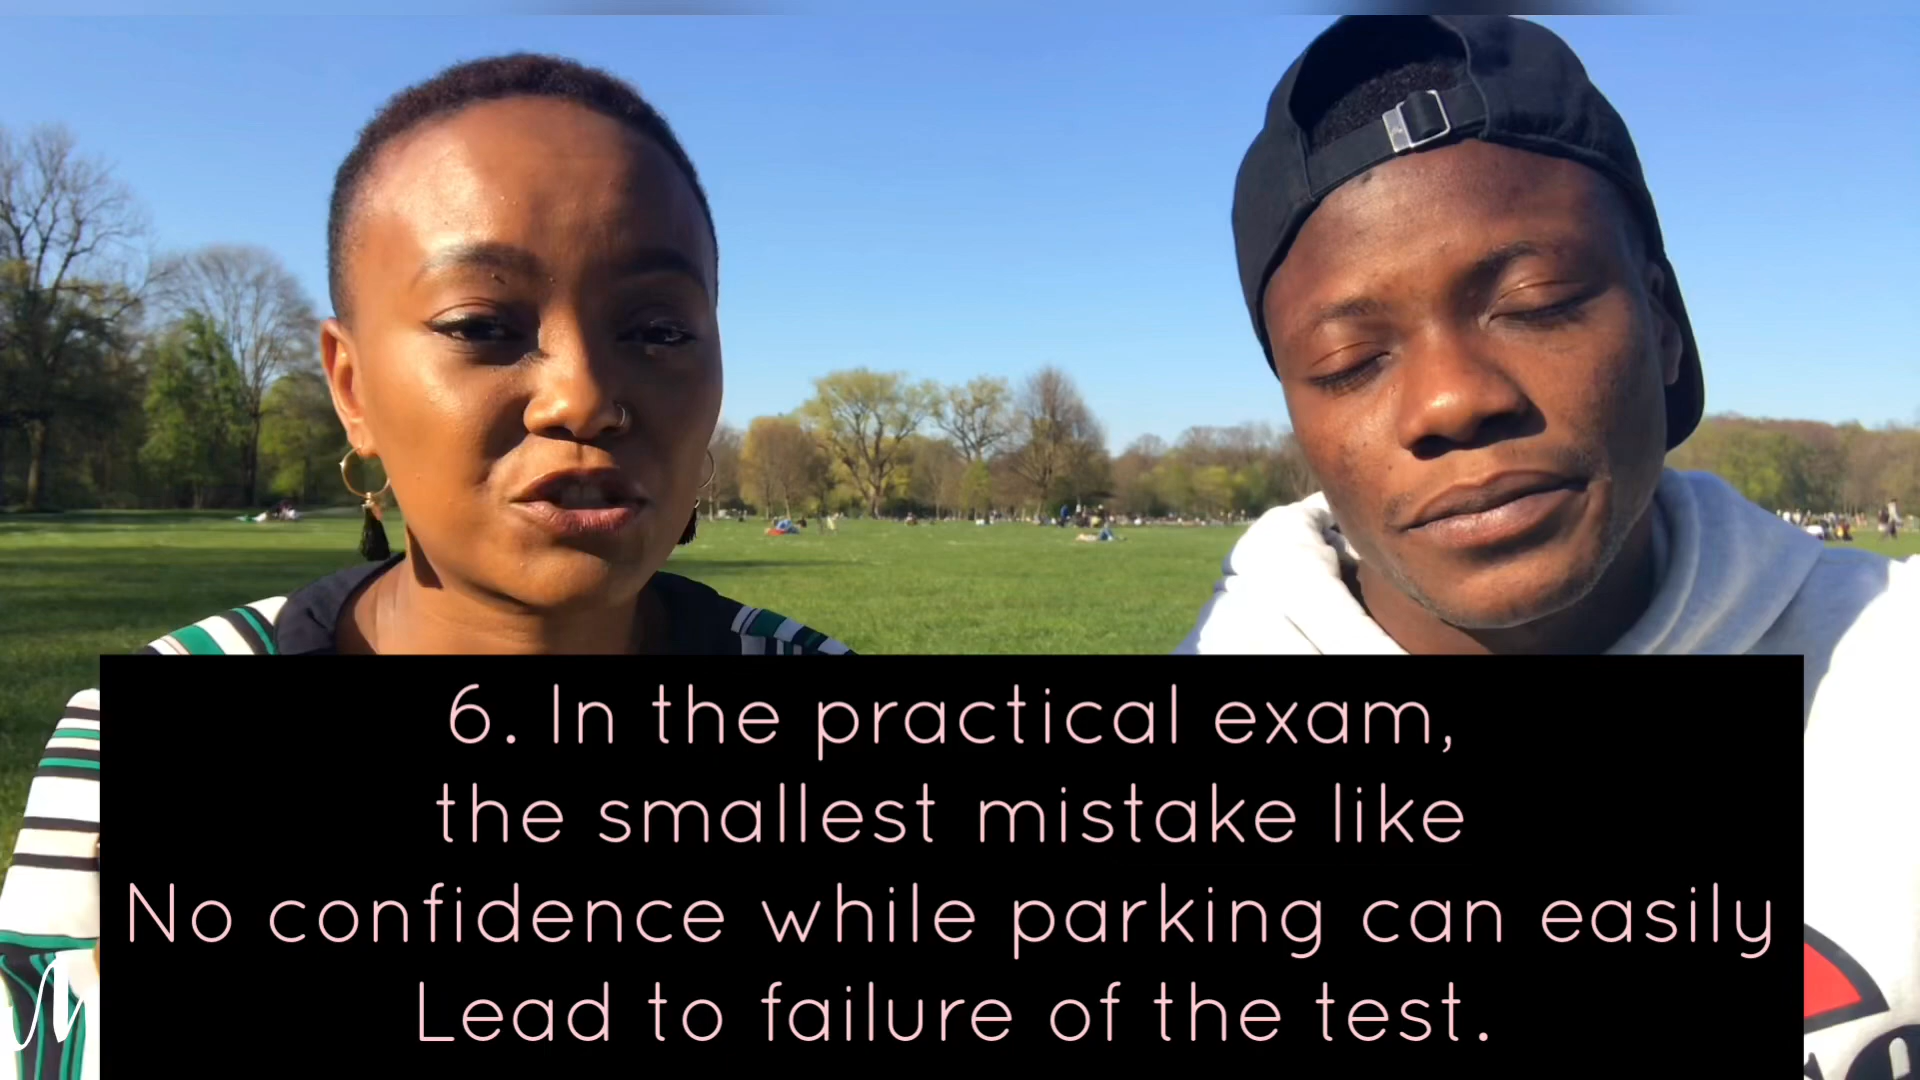 6. In the practical exam,
the smallest mistake like
No confidence while parking can easily
Lead to failure of the test.